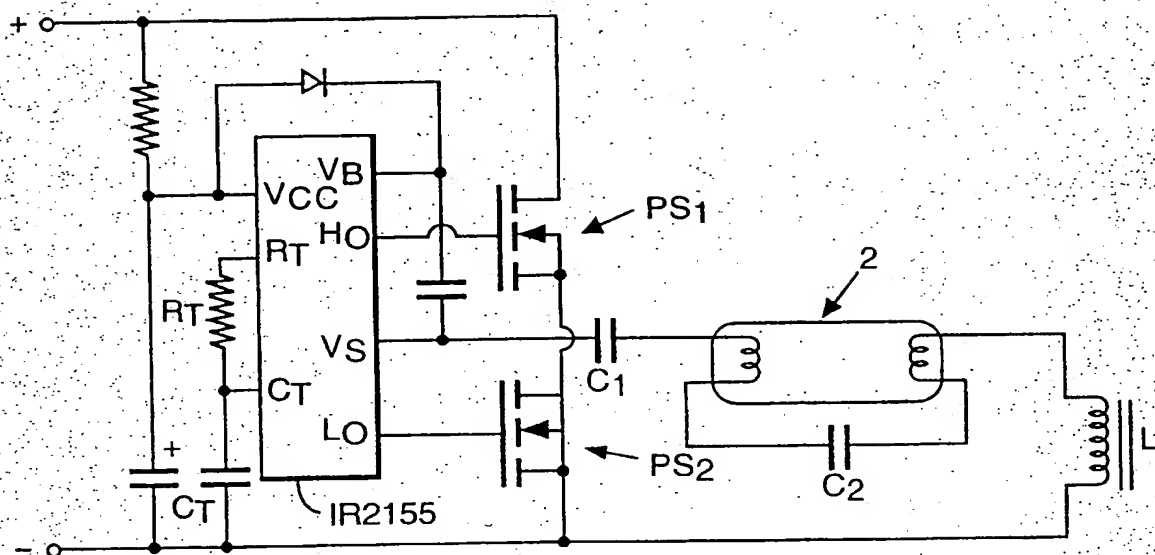 +
VCC
VB
HO
RT
RT
VS
CT
LO
+
CT
IR2155
PS1
PS2
C1
2
C2
L
-